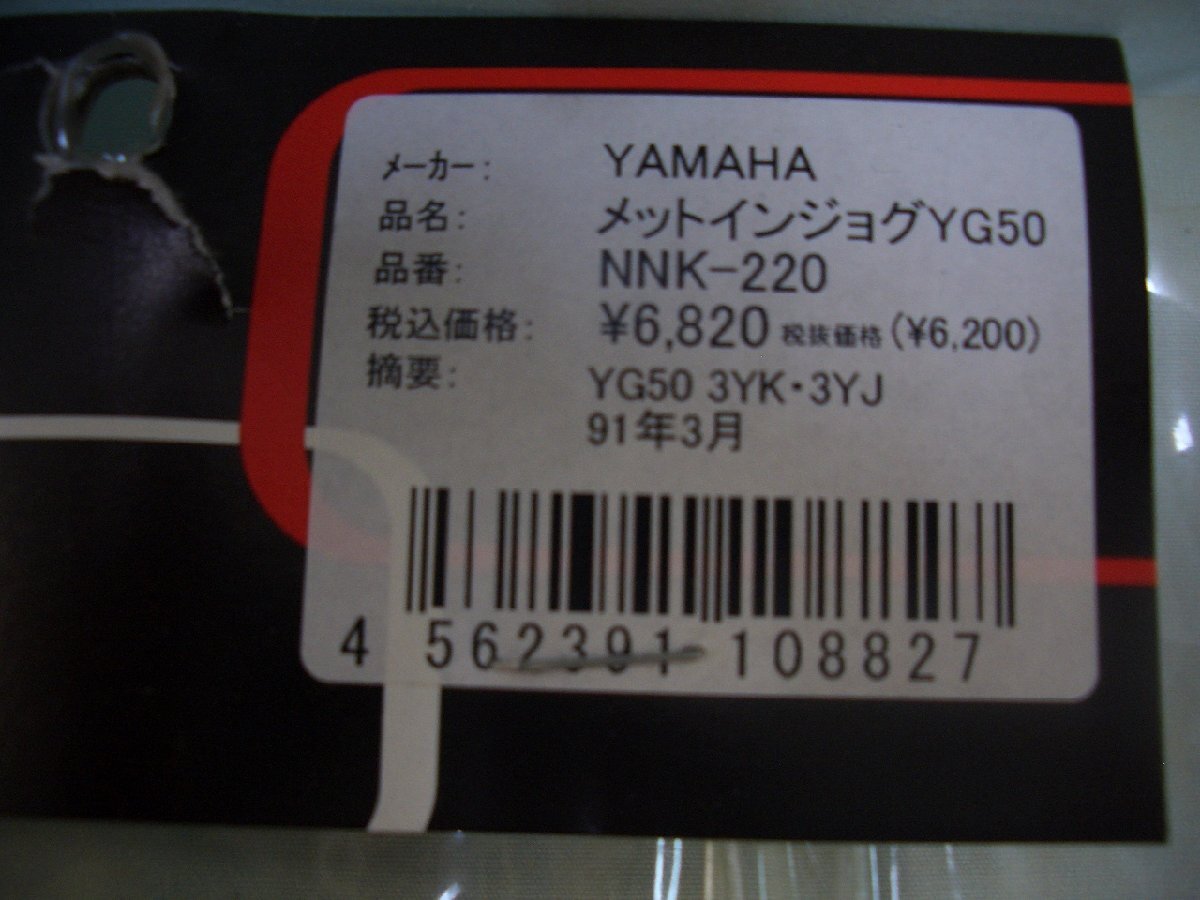 メーカー: YAMAHA
品名: メットインジョグYG50
品番: NNK-220
税込価格: ¥6,820 税抜価格 (¥6,200)
摘要: YG50 3YK・3YJ
91年3月
4 562391 108827